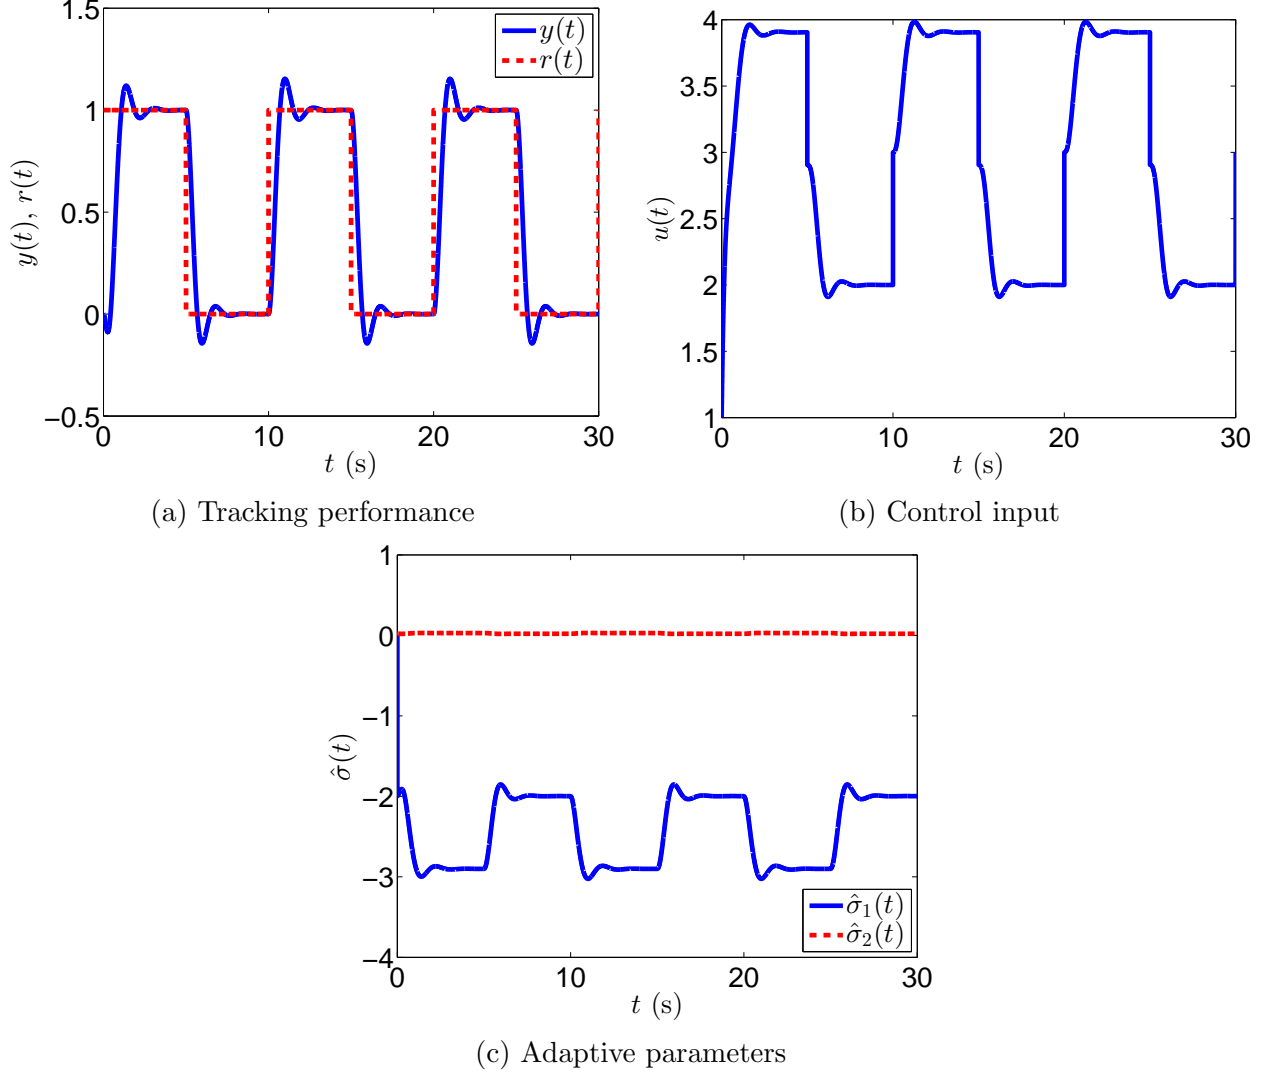 1.5
1
0.5
0
−0.5
y(t), r(t)
y(t)
r(t)
0 10 20 30
t (s)
(a) Tracking performance
4
3.5
3
2.5
2
1.5
1
u(t)
0 10 20 30
t (s)
(b) Control input
1
0
−1
−2
−3
−4
σ̂(t)
σ̂₁(t)
σ̂₂(t)
0 10 20 30
t (s)
(c) Adaptive parameters